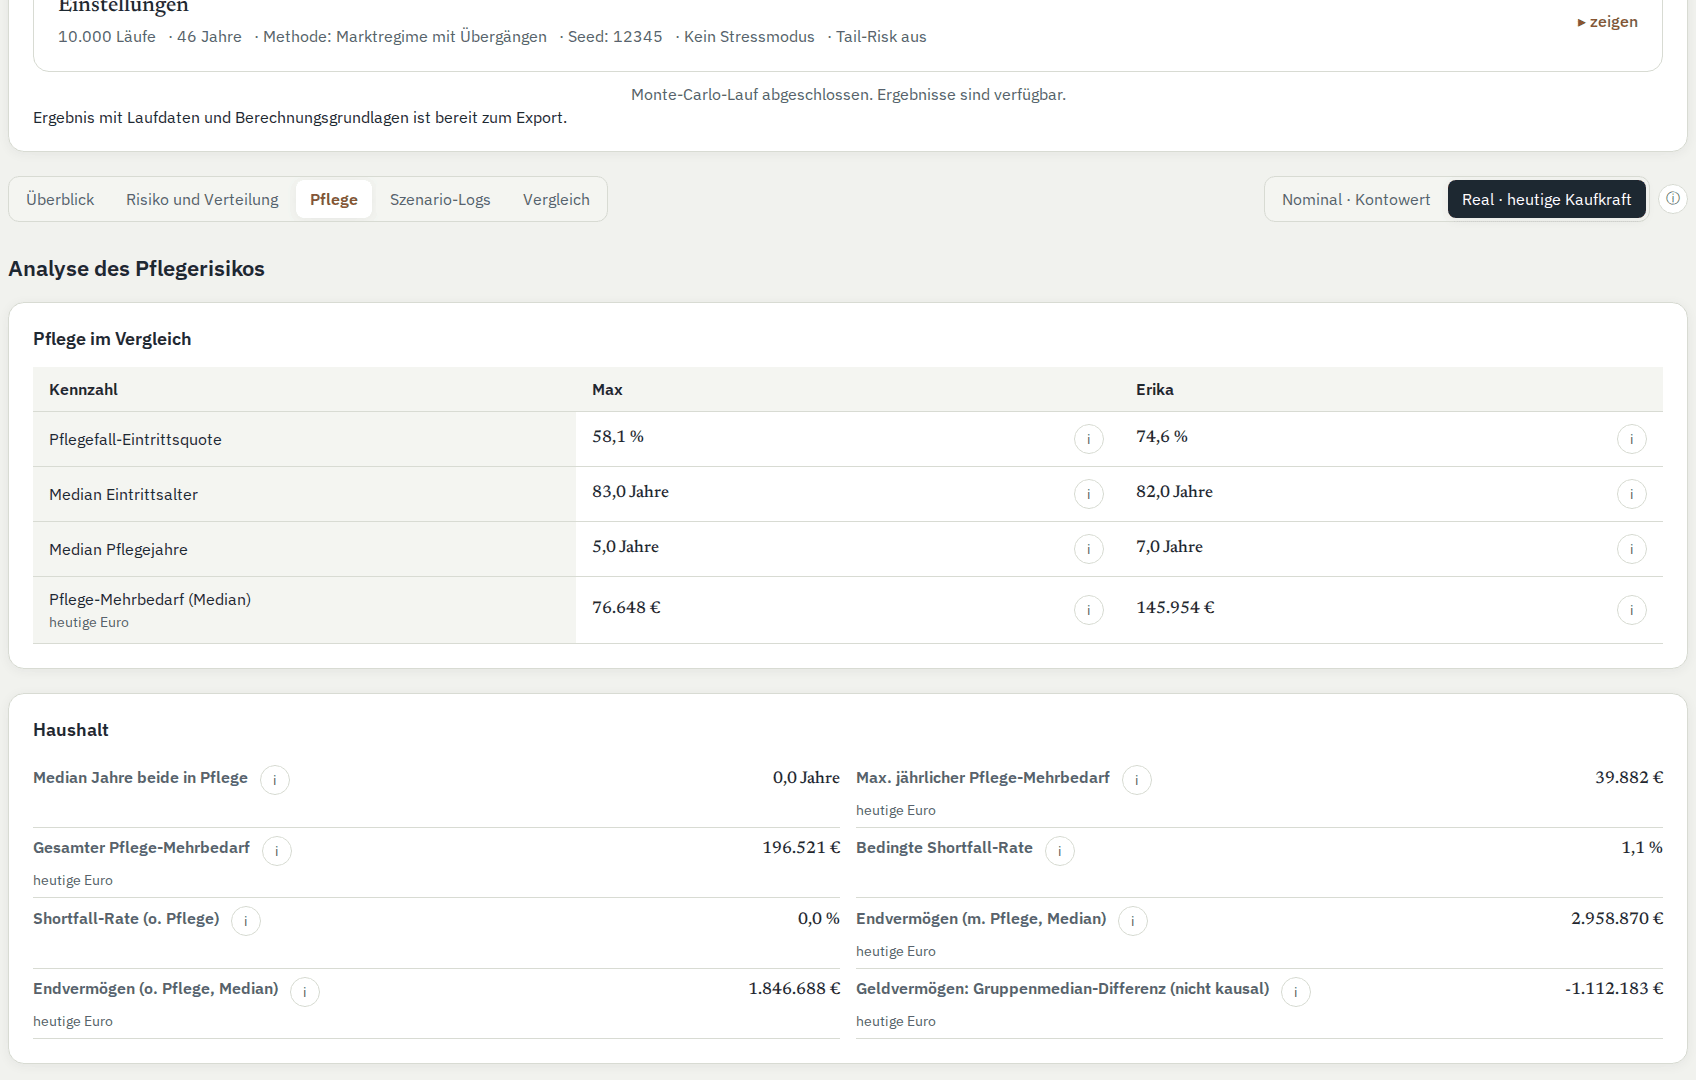 Einstellungen
10.000 Läufe · 46 Jahre · Methode: Marktregime mit Übergängen · Seed: 12345 · Kein Stressmodus · Tail-Risk aus
▸ zeigen
Monte-Carlo-Lauf abgeschlossen. Ergebnisse sind verfügbar.
Ergebnis mit Laufdaten und Berechnungsgrundlagen ist bereit zum Export.
Überblick Risiko und Verteilung Pflege Szenario-Logs Vergleich
Nominal · Kontowert Real · heutige Kaufkraft ⓘ
Analyse des Pflegerisikos
Pflege im Vergleich
Kennzahl Max Erika
Pflegefall-Eintrittsquote 58,1 % i 74,6 % i
Median Eintrittsalter 83,0 Jahre i 82,0 Jahre i
Median Pflegejahre 5,0 Jahre i 7,0 Jahre i
Pflege-Mehrbedarf (Median) 76.648 € i 145.954 € i
heutige Euro
Haushalt
Median Jahre beide in Pflege i 0,0 Jahre
Max. jährlicher Pflege-Mehrbedarf i 39.882 €
heutige Euro
Gesamter Pflege-Mehrbedarf i 196.521 €
heutige Euro
Bedingte Shortfall-Rate i 1,1 %
Shortfall-Rate (o. Pflege) i 0,0 %
Endvermögen (m. Pflege, Median) i 2.958.870 €
heutige Euro
Endvermögen (o. Pflege, Median) i 1.846.688 €
heutige Euro
Geldvermögen: Gruppenmedian-Differenz (nicht kausal) i -1.112.183 €
heutige Euro